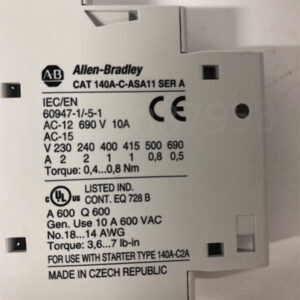 A-B Allen-Bradley
CAT 140A-C-ASA11 SER A
IEC/EN
60947-1/-5-1
AC-12 690 V 10A
AC-15
V 230 240 400 415 500 690
A 2 2 1 1 0,8 0,5
Torque: 0,4...0,8 Nm
C UL US LISTED IND.
CONT. EQ 728 B
A 600 Q 600
Gen. Use 10 A 600 VAC
No.18...14 AWG
Torque: 3,6...7 lb-in
FOR USE WITH STARTER TYPE 140A-C2A
MADE IN CZECH REPUBLIC